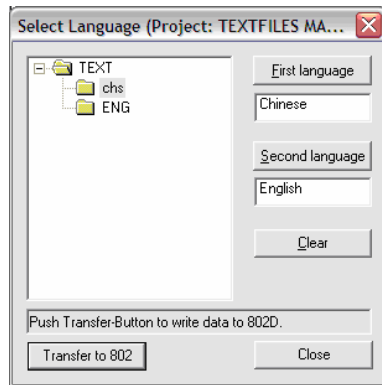 Select Language (Project: TEXTFILES MA...
TEXT
chs
ENG
First language
Chinese
Second language
English
Clear
Push Transfer-Button to write data to 802D.
Transfer to 802
Close